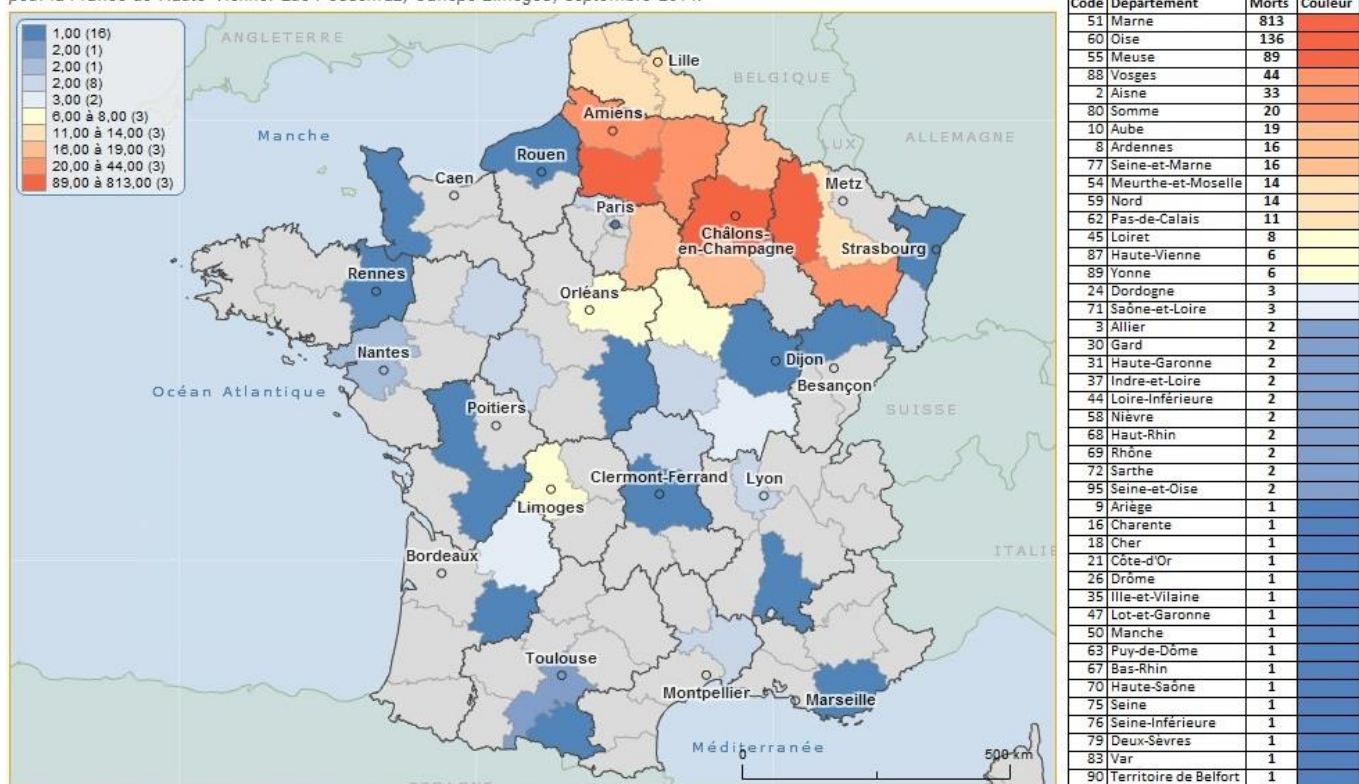 1,00 (16)
2,00 (1)
2,00 (1)
2,00 (8)
3,00 (2)
6,00 à 8,00 (3)
11,00 à 14,00 (3)
16,00 à 19,00 (3)
20,00 à 44,00 (3)
89,00 à 813,00 (3)
ANGLETERRE
Lille
BELGIQUE
Manche
Amiens
ALLEMAGNE
LUX
Rouen
Caen
Metz
Paris
Châlons-
en-Champagne
Strasbourg
Rennes
Orléans
Nantes
Dijon
Besançon
Océan Atlantique
Poitiers
SUISSE
Clermont-Ferrand
Lyon
Limoges
Bordeaux
ITALIE
Toulouse
Montpellier
Marseille
Méditerranée
0
500 km
Code Département Morts Couleur
51 Marne 813
60 Oise 136
55 Meuse 89
88 Vosges 44
2 Aisne 33
80 Somme 20
10 Aube 19
8 Ardennes 16
77 Seine-et-Marne 16
54 Meurthe-et-Moselle 14
59 Nord 14
62 Pas-de-Calais 11
45 Loiret 8
87 Haute-Vienne 6
89 Yonne 6
24 Dordogne 3
71 Saône-et-Loire 3
3 Allier 2
30 Gard 2
31 Haute-Garonne 2
37 Indre-et-Loire 2
44 Loire-Inférieure 2
58 Nièvre 2
68 Haut-Rhin 2
69 Rhône 2
72 Sarthe 2
95 Seine-et-Oise 2
9 Ariège 1
16 Charente 1
18 Cher 1
21 Côte-d'Or 1
26 Drôme 1
35 Ille-et-Vilaine 1
47 Lot-et-Garonne 1
50 Manche 1
63 Puy-de-Dôme 1
67 Bas-Rhin 1
70 Haute-Saône 1
75 Seine 1
76 Seine-Inférieure 1
79 Deux-Sèvres 1
83 Var 1
90 Territoire de Belfort 1